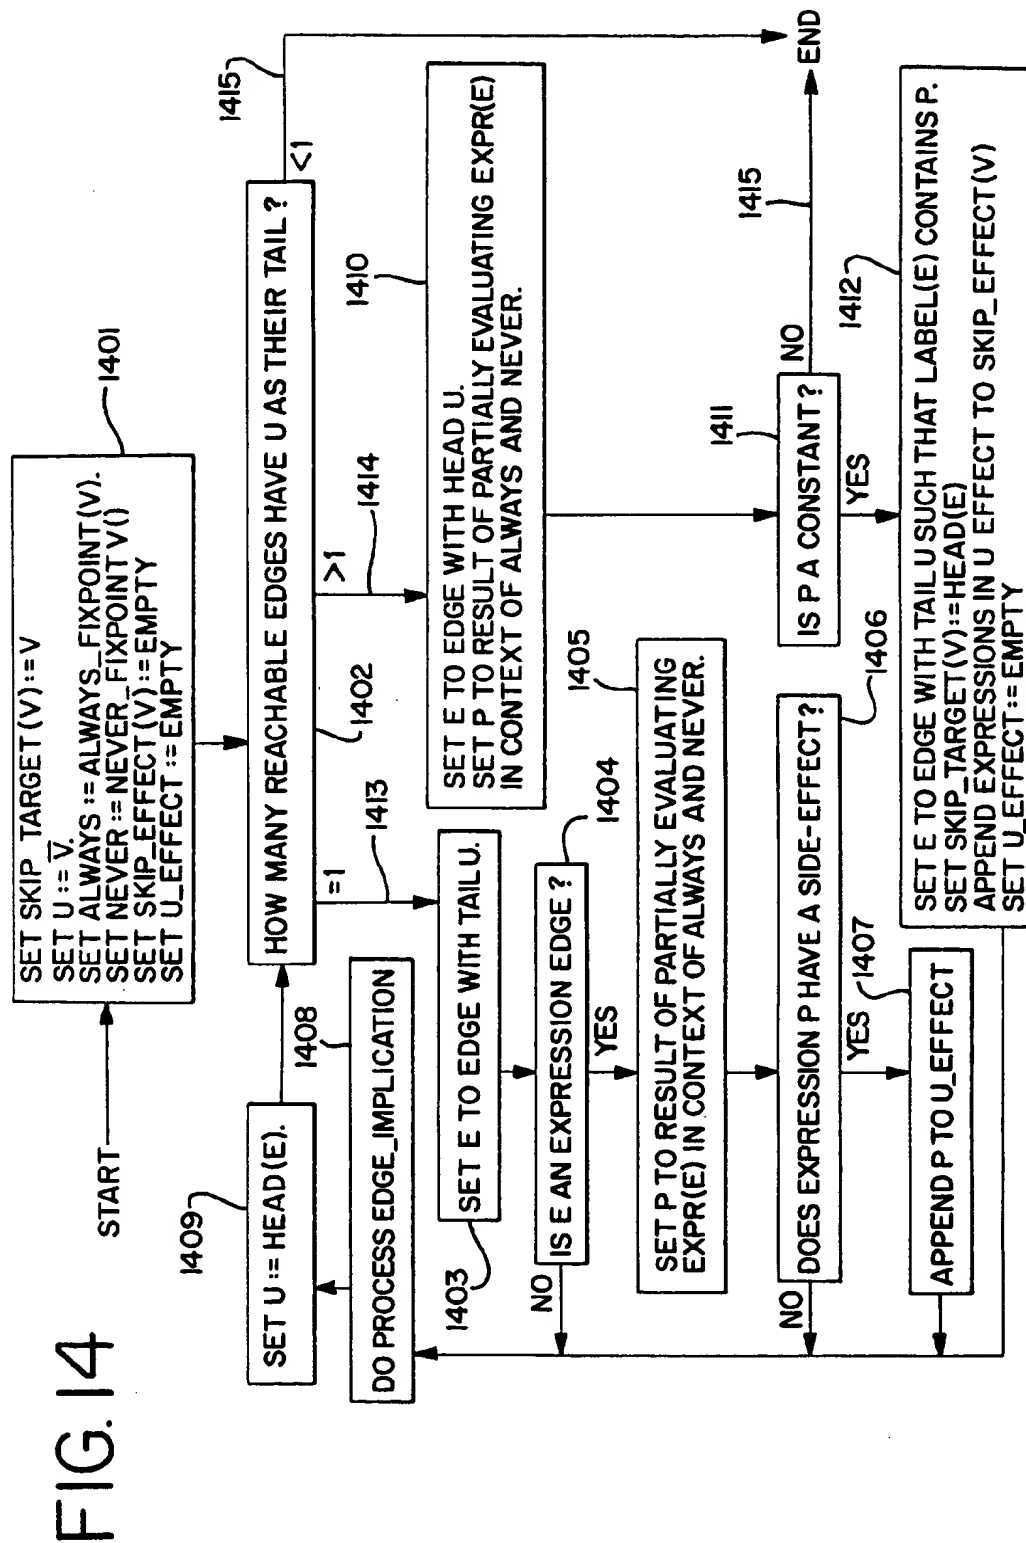 FIG. 14
START
SET SKIP_TARGET (V) := V
SET U := V.
SET ALWAYS := ALWAYS_FIXPOINT(V).
SET NEVER := NEVER_FIXPOINT V()
SET SKIP_EFFECT (V) := EMPTY
SET U_EFFECT := EMPTY
1401
1409
SET U := HEAD(E).
HOW MANY REACHABLE EDGES HAVE U AS THEIR TAIL ?
<1
1415
1402
=1
1413
>1
1414
1408
DO PROCESS EDGE_IMPLICATION
1410
SET E TO EDGE WITH HEAD U.
SET P TO RESULT OF PARTIALLY EVALUATING EXPR(E)
IN CONTEXT OF ALWAYS AND NEVER.
1403
SET E TO EDGE WITH TAIL U.
1404
IS E AN EXPRESSION EDGE ?
NO
YES
1405
SET P TO RESULT OF PARTIALLY EVALUATING
EXPR(E) IN CONTEXT OF ALWAYS AND NEVER.
1406
DOES EXPRESSION P HAVE A SIDE-EFFECT?
NO
YES
1407
APPEND P TO U_EFFECT
1411
IS P A CONSTANT ?
NO
1415
END
YES
1412
SET E TO EDGE WITH TAIL U SUCH THAT LABEL(E) CONTAINS P.
SET SKIP_TARGET (V) := HEAD(E)
APPEND EXPRESSIONS IN U EFFECT TO SKIP_EFFECT (V)
SET U_EFFECT := EMPTY